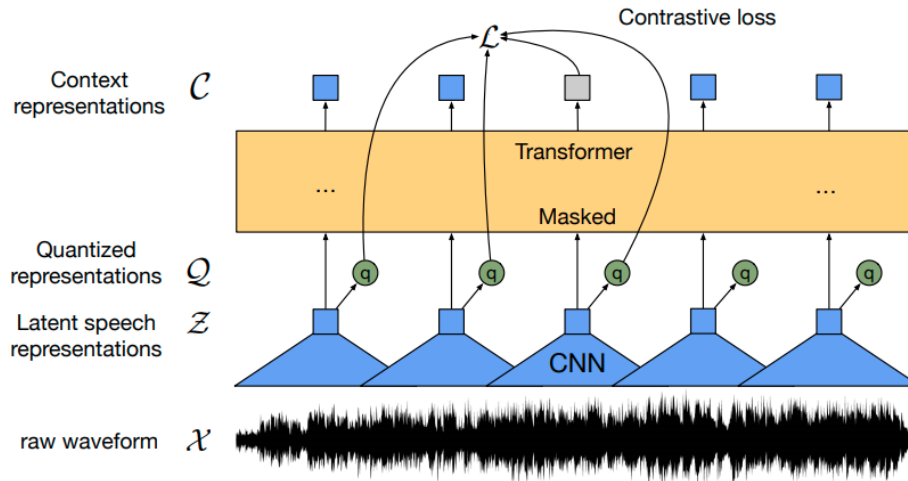 Contrastive loss
ℒ
Context
representations
𝒞
Transformer
... ...
Masked
Quantized
representations
𝒬
q q q q q
Latent speech
representations
𝒵
CNN
raw waveform
𝒳